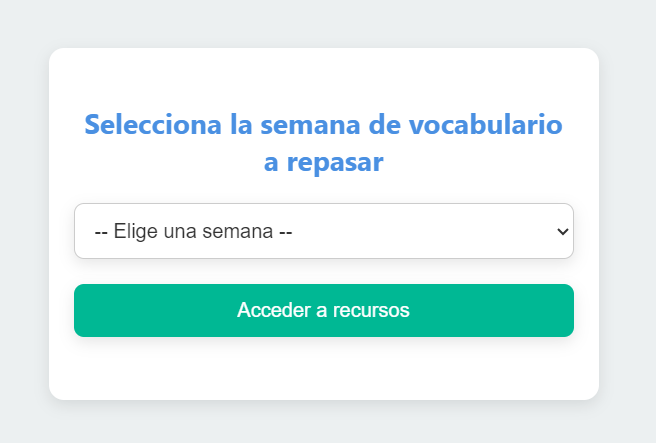 Selecciona la semana de vocabulario
a repasar
-- Elige una semana --
Acceder a recursos